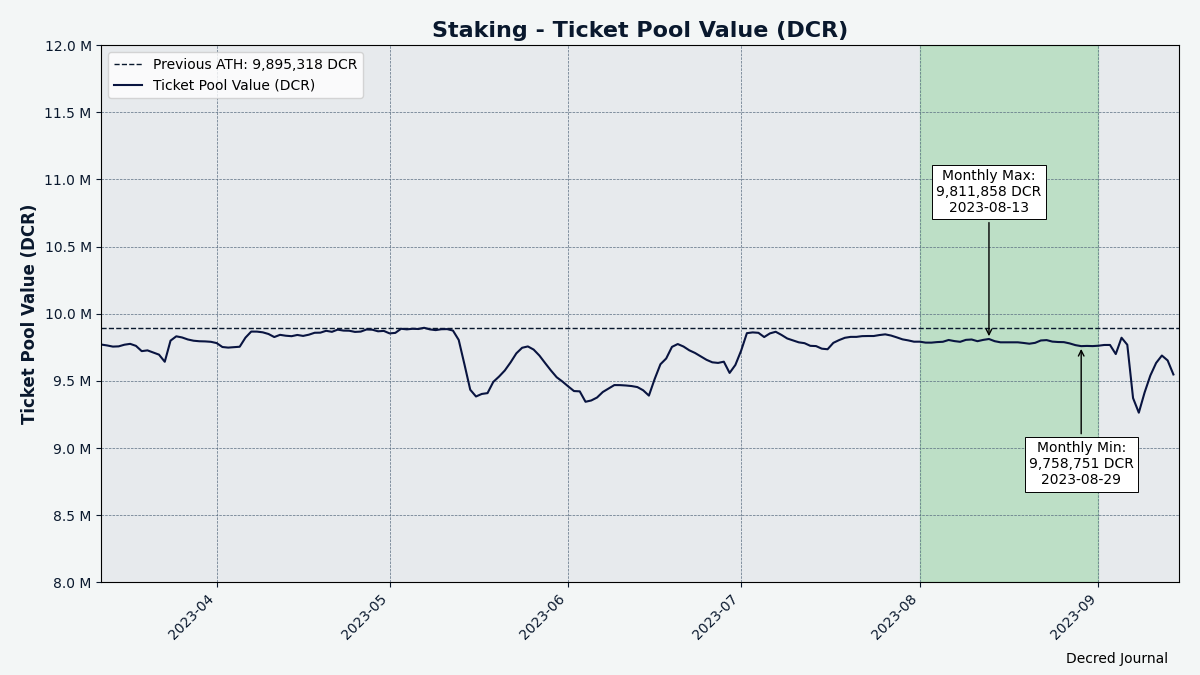 Staking - Ticket Pool Value (DCR)
Previous ATH: 9,895,318 DCR
Ticket Pool Value (DCR)
Ticket Pool Value (DCR)
12.0 M
11.5 M
11.0 M
10.5 M
10.0 M
9.5 M
9.0 M
8.5 M
8.0 M
Monthly Max:
9,811,858 DCR
2023-08-13
Monthly Min:
9,758,751 DCR
2023-08-29
2023-04
2023-05
2023-06
2023-07
2023-08
2023-09
Decred Journal